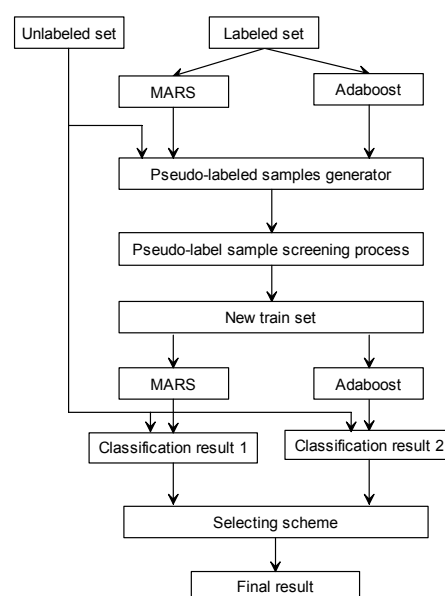 Unlabeled set
Labeled set
MARS
Adaboost
Pseudo-labeled samples generator
Pseudo-label sample screening process
New train set
MARS
Adaboost
Classification result 1
Classification result 2
Selecting scheme
Final result